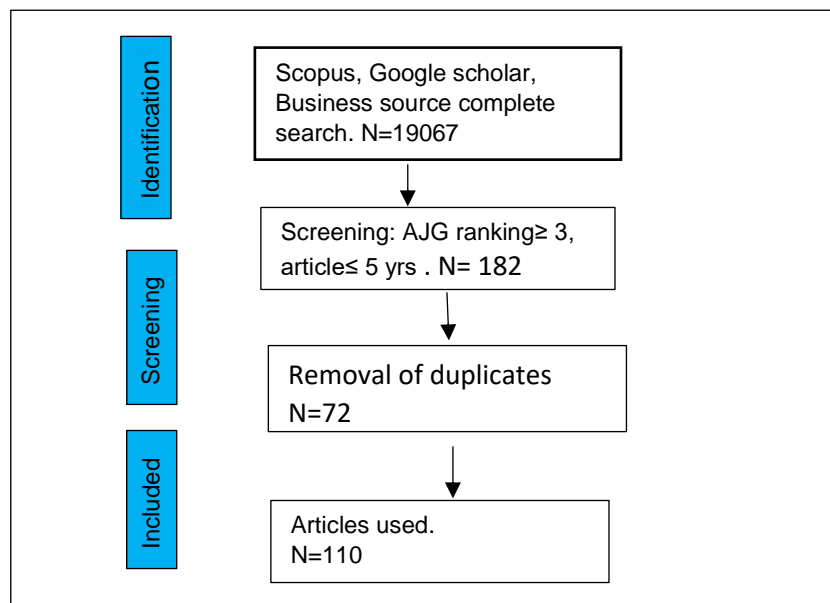 Identification
Scopus, Google scholar,
Business source complete
search. N=19067
Screening: AJG ranking≥ 3,
article≤ 5 yrs . N= 182
Screening
Removal of duplicates
N=72
Included
Articles used.
N=110